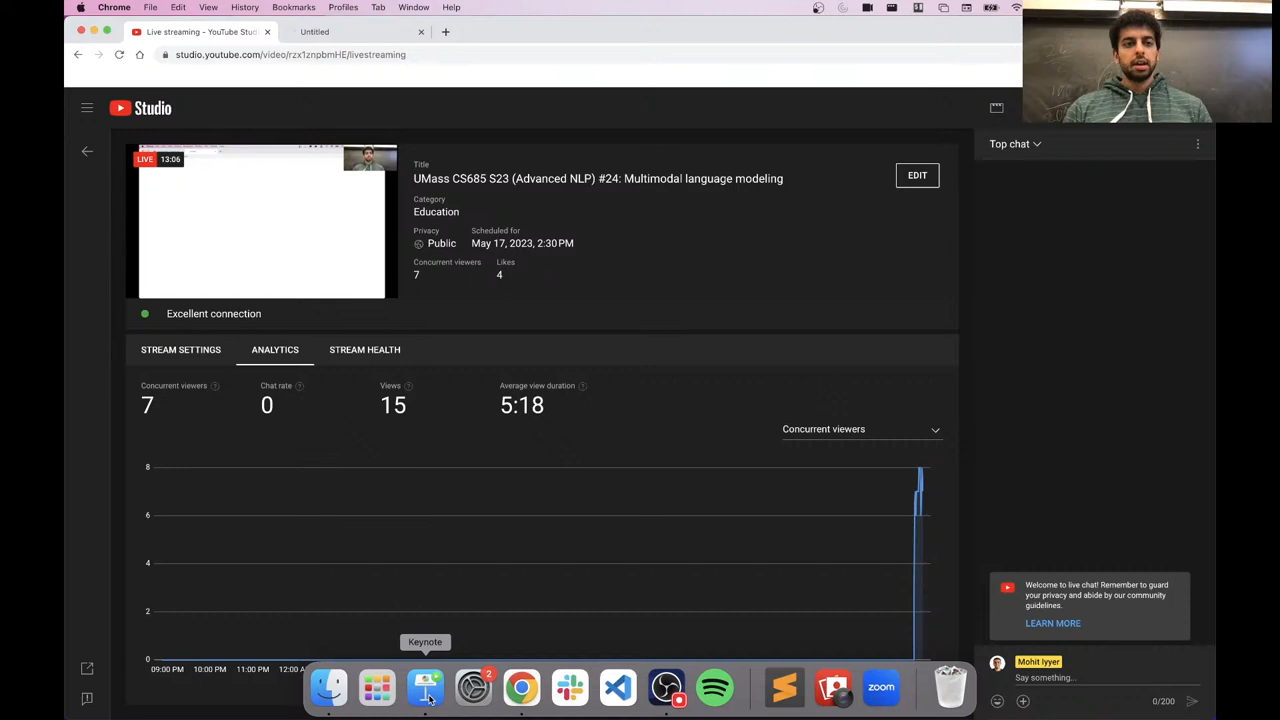 Chrome File Edit View History Bookmarks Profiles Tab Window Help
Live streaming - YouTube Stud
Untitled
studio.youtube.com/video/rzx1znpbmHE/livestreaming
Studio
LIVE 13:06
Title
UMass CS685 S23 (Advanced NLP) #24: Multimodal language modeling
EDIT
Category
Education
Privacy Scheduled for
Public May 17, 2023, 2:30 PM
Concurrent viewers Likes
7 4
Excellent connection
STREAM SETTINGS ANALYTICS STREAM HEALTH
Concurrent viewers Chat rate Views Average view duration
7 0 15 5:18
Concurrent viewers
8
6
4
2
0
09:00 PM 10:00 PM 11:00 PM 12:00 A
Top chat
Welcome to live chat! Remember to guard
your privacy and abide by our community
guidelines.
LEARN MORE
Mohit Iyyer
Say something...
0/200
Keynote
2
zoom